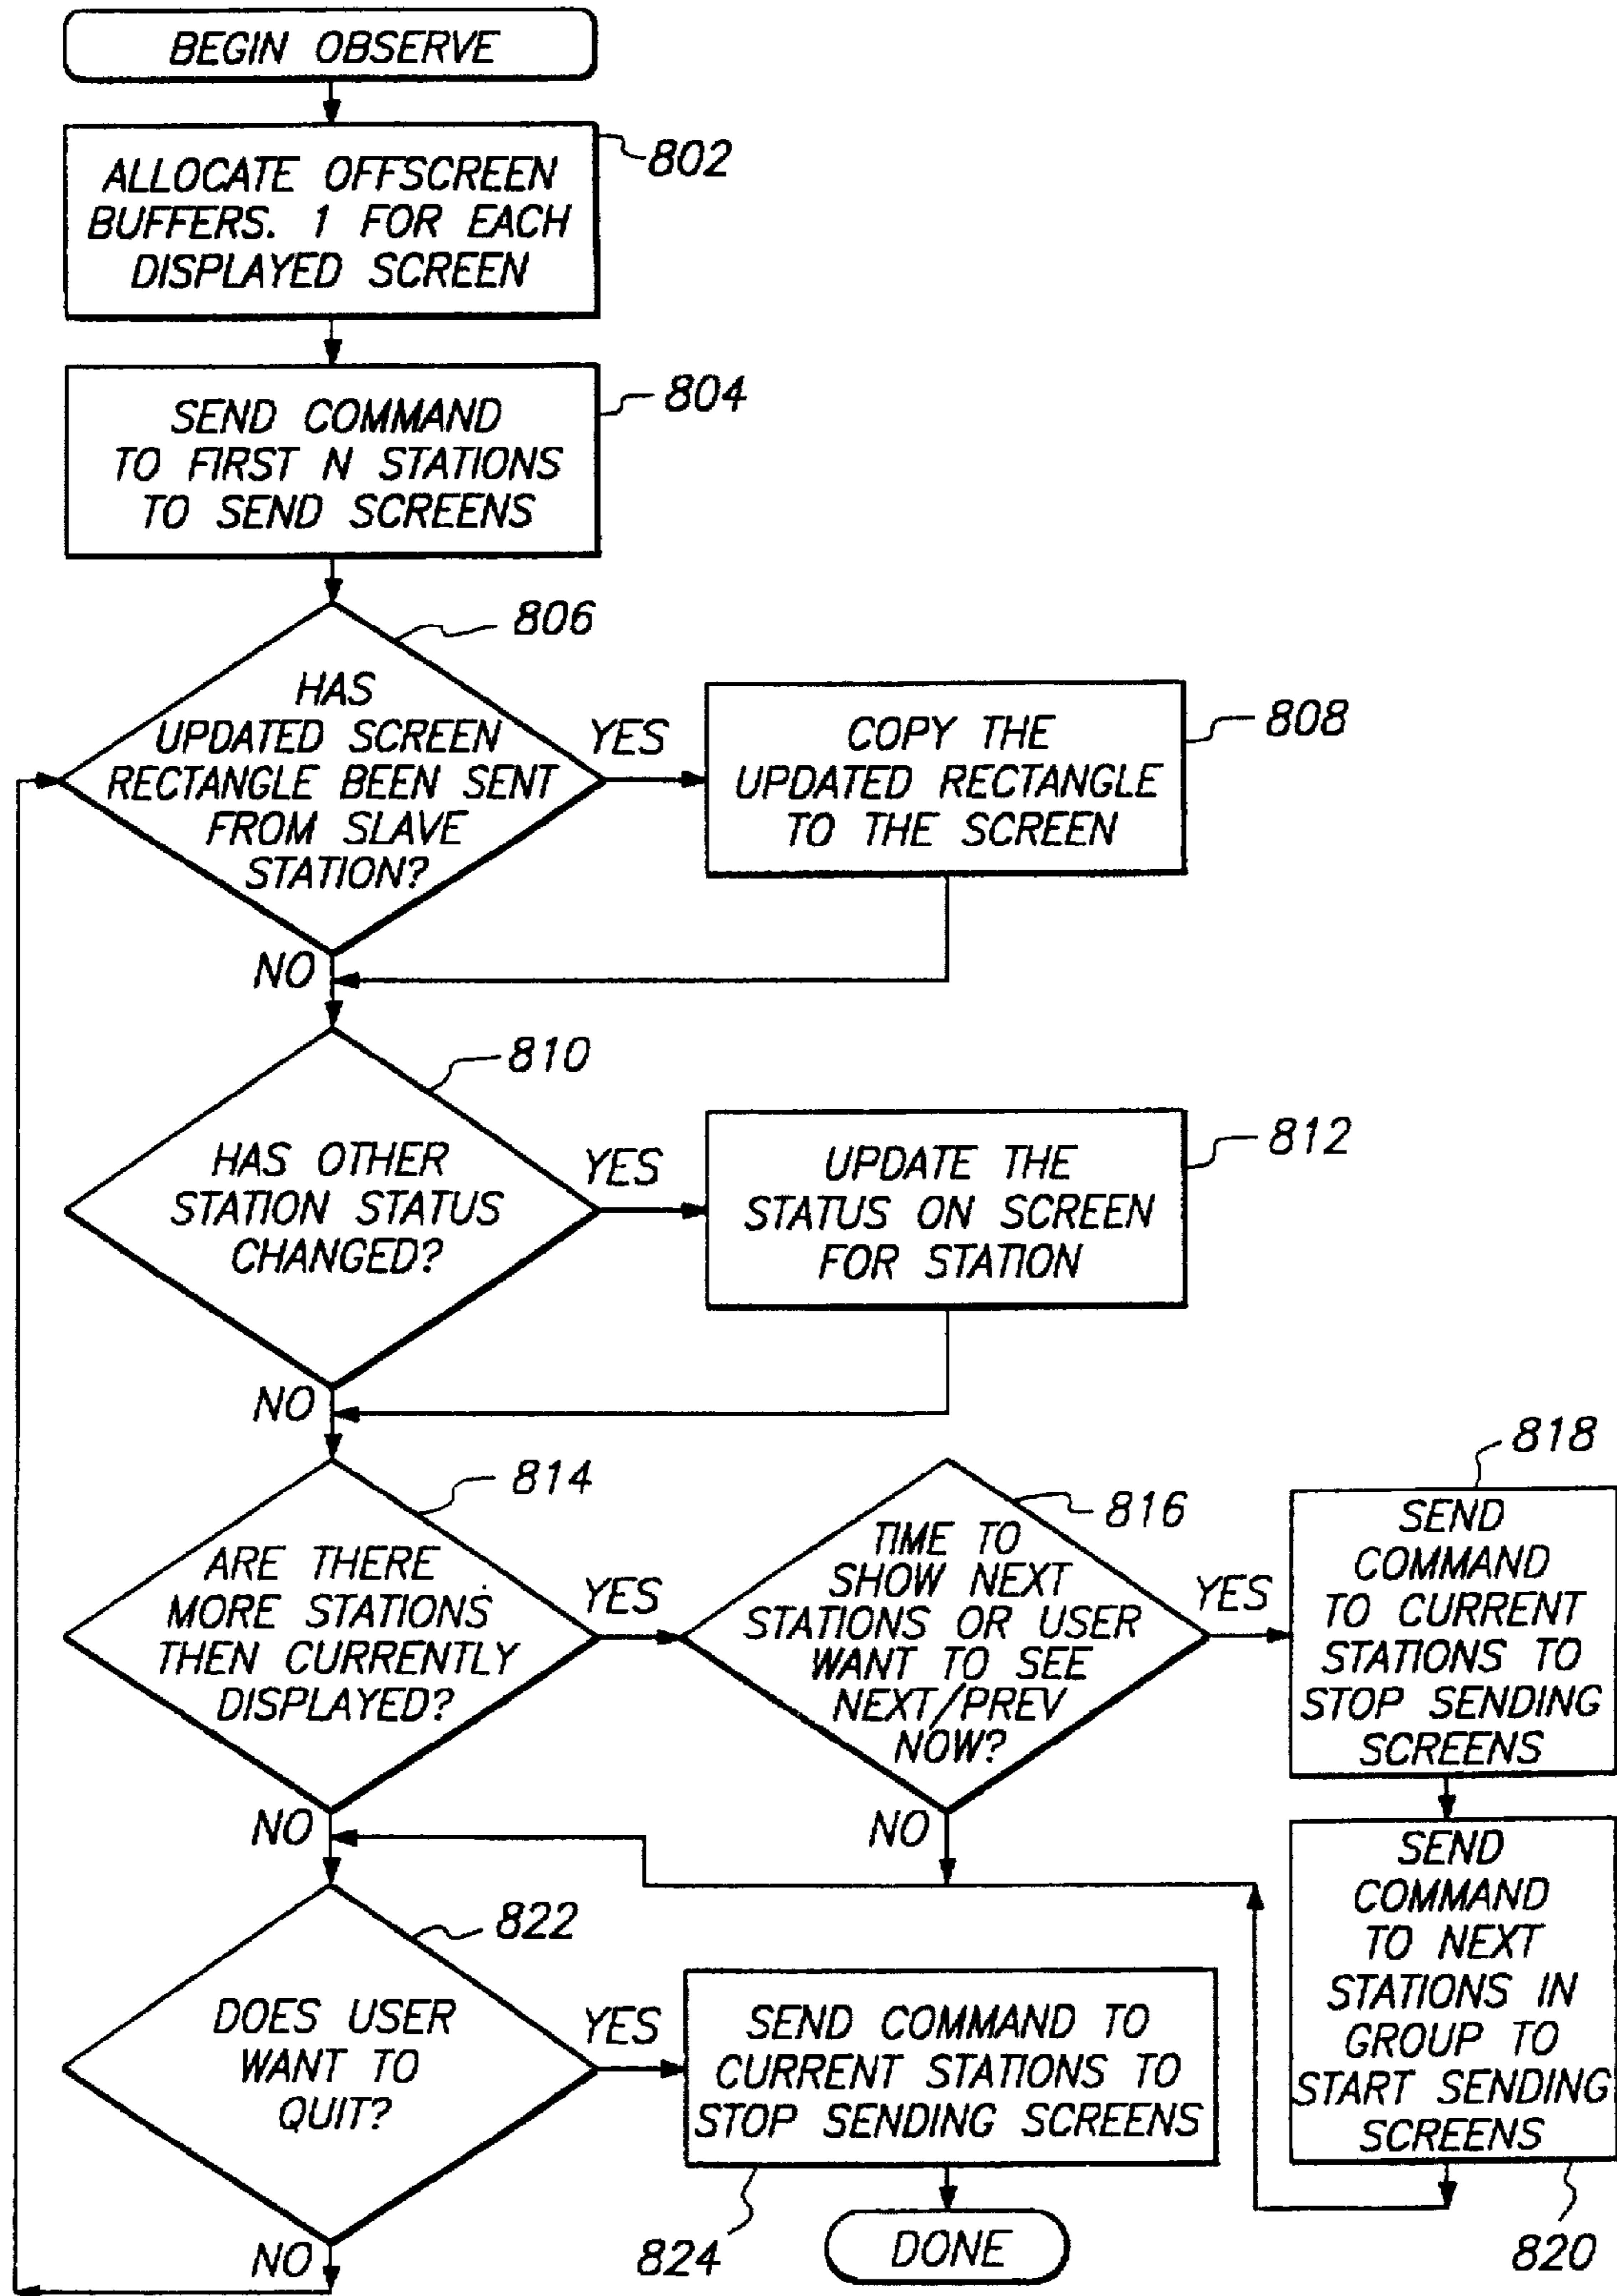 BEGIN OBSERVE
802
ALLOCATE OFFSCREEN
BUFFERS. 1 FOR EACH
DISPLAYED SCREEN
804
SEND COMMAND
TO FIRST N STATIONS
TO SEND SCREENS
806
HAS
UPDATED SCREEN
RECTANGLE BEEN SENT
FROM SLAVE
STATION?
YES
808
COPY THE
UPDATED RECTANGLE
TO THE SCREEN
NO
810
HAS OTHER
STATION STATUS
CHANGED?
YES
812
UPDATE THE
STATUS ON SCREEN
FOR STATION
NO
814
ARE THERE
MORE STATIONS
THEN CURRENTLY
DISPLAYED?
YES
816
TIME TO
SHOW NEXT
STATIONS OR USER
WANT TO SEE
NEXT/PREV
NOW?
YES
818
SEND
COMMAND
TO CURRENT
STATIONS TO
STOP SENDING
SCREENS
NO
NO
SEND
COMMAND
TO NEXT
STATIONS IN
GROUP TO
START SENDING
SCREENS
820
822
DOES USER
WANT TO
QUIT?
YES
SEND COMMAND TO
CURRENT STATIONS TO
STOP SENDING SCREENS
824
NO
DONE